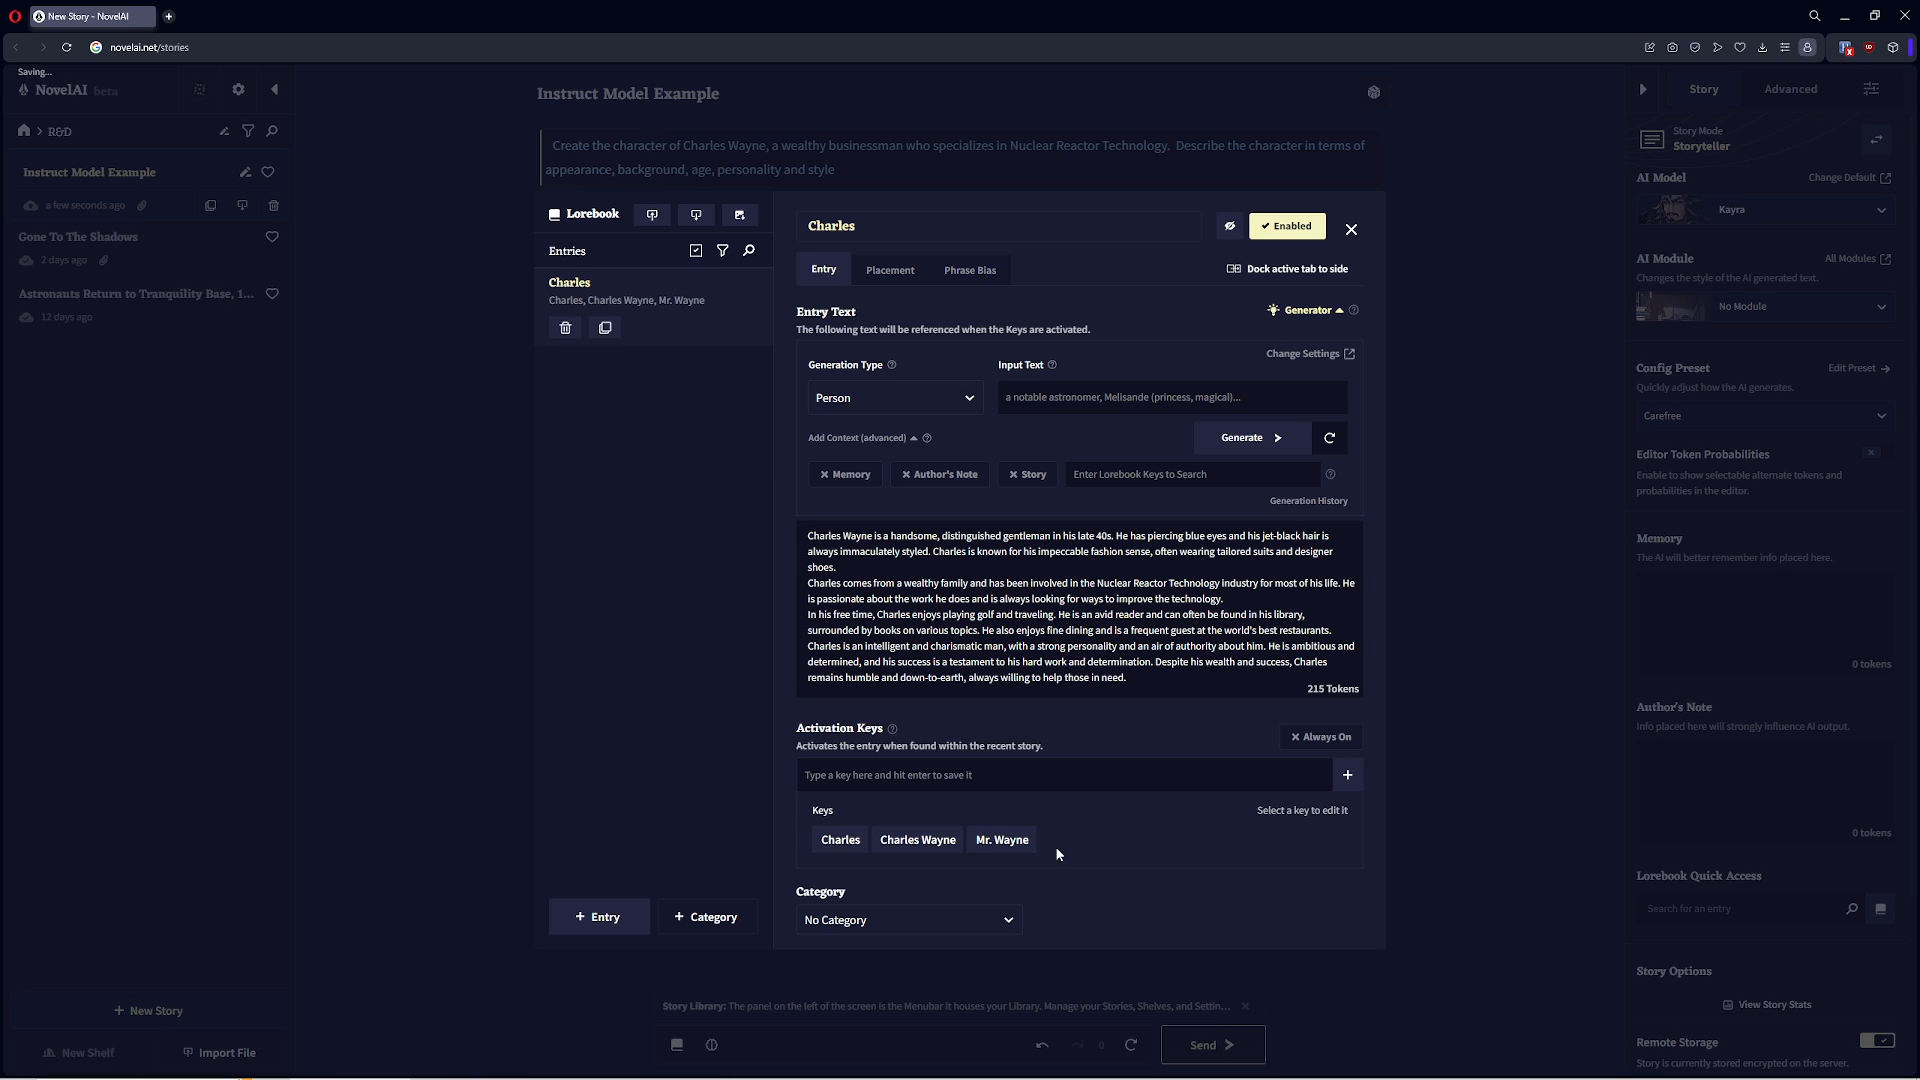 New Story - NovelAI
novelai.net/stories
Saving...
NovelAI beta
R&D
Instruct Model Example
a few seconds ago
Gone To The Shadows
2 days ago
Astronauts Return to Tranquility Base, 1...
12 days ago
+ New Story
New Shelf
Import File
Instruct Model Example
Create the character of Charles Wayne, a wealthy businessman who specializes in Nuclear Reactor Technology. Describe the character in terms of
appearance, background, age, personality and style
Lorebook
Entries
Charles
Charles, Charles Wayne, Mr. Wayne
+ Entry
+ Category
Charles
Enabled
Entry
Placement
Phrase Bias
Dock active tab to side
Entry Text
Generator
The following text will be referenced when the Keys are activated.
Change Settings
Generation Type
Input Text
Person
a notable astronomer, Melisande (princess, magical)...
Add Context (advanced)
Generate >
Memory
Author's Note
Story
Enter Lorebook Keys to Search
Generation History
Charles Wayne is a handsome, distinguished gentleman in his late 40s. He has piercing blue eyes and his jet-black hair is
always immaculately styled. Charles is known for his impeccable fashion sense, often wearing tailored suits and designer
shoes.
Charles comes from a wealthy family and has been involved in the Nuclear Reactor Technology industry for most of his life. He
is passionate about the work he does and is always looking for ways to improve the technology.
In his free time, Charles enjoys playing golf and traveling. He is an avid reader and can often be found in his library,
surrounded by books on various topics. He also enjoys fine dining and is a frequent guest at the world's best restaurants.
Charles is an intelligent and charismatic man, with a strong personality and an air of authority about him. He is ambitious and
determined, and his success is a testament to his hard work and determination. Despite his wealth and success, Charles
remains humble and down-to-earth, always willing to help those in need.
215 Tokens
Activation Keys
Activates the entry when found within the recent story.
Always On
Type a key here and hit enter to save it
Keys
Select a key to edit it
Charles
Charles Wayne
Mr. Wayne
Category
No Category
Story Library: The panel on the left of the screen is the Menubar it houses your Library. Manage your Stories, Shelves, and Settin...
0
Send >
Story
Advanced
Story Mode
Storyteller
AI Model
Change Default
Kayra
AI Module
All Modules
Changes the style of the AI generated text.
No Module
Config Preset
Edit Preset
Quickly adjust how the AI generates.
Carefree
Editor Token Probabilities
Enable to show selectable alternate tokens and
probabilities in the editor.
Memory
The AI will better remember info placed here.
0 tokens
Author's Note
Info placed here will strongly influence AI output.
0 tokens
Lorebook Quick Access
Search for an entry
Story Options
View Story Stats
Remote Storage
Story is currently stored encrypted on the server.